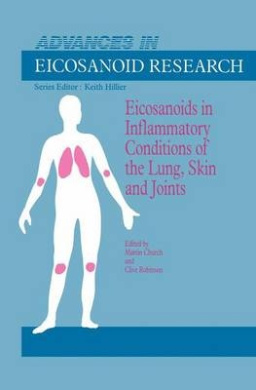 ADVANCES IN
EICOSANOID RESEARCH
Series Editor : Keith Hillier
Eicosanoids in
Inflammatory
Conditions of
the Lung, Skin
and Joints
Edited by
Martin Church
and
Clive Robinson